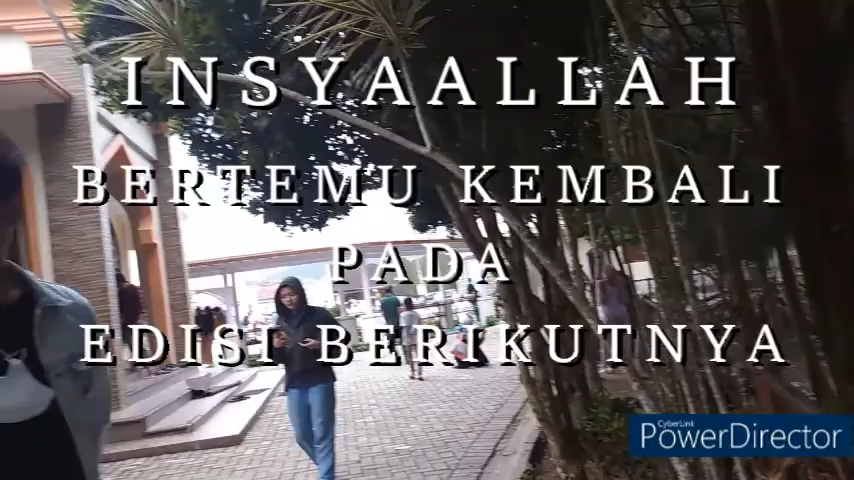 INSYAALLAH
BERTEMU KEMBALI
PADA
EDISI BERIKUTNYA
CyberLink
PowerDirector